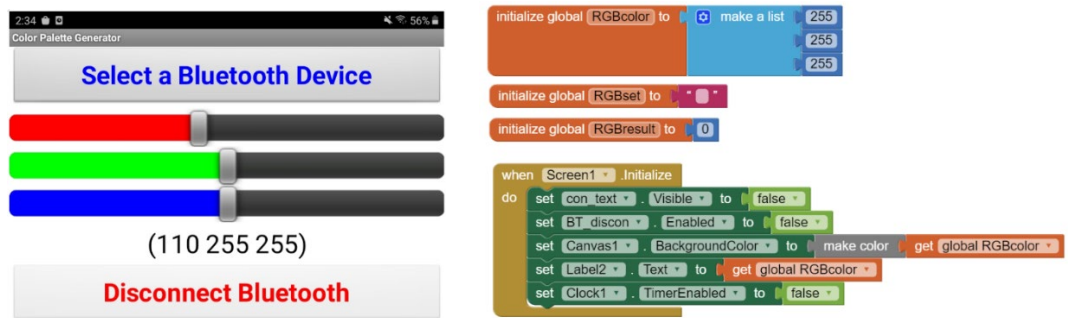 2:34 56%
Color Palette Generator
Select a Bluetooth Device
(110 255 255)
Disconnect Bluetooth
initialize global RGBcolor to make a list 255
255
255
initialize global RGBset to " "
initialize global RGBresult to 0
when Screen1 .Initialize
do set con_text . Visible to false
set BT_discon . Enabled to false
set Canvas1 . BackgroundColor to make color get global RGBcolor
set Label2 . Text to get global RGBcolor
set Clock1 . TimerEnabled to false